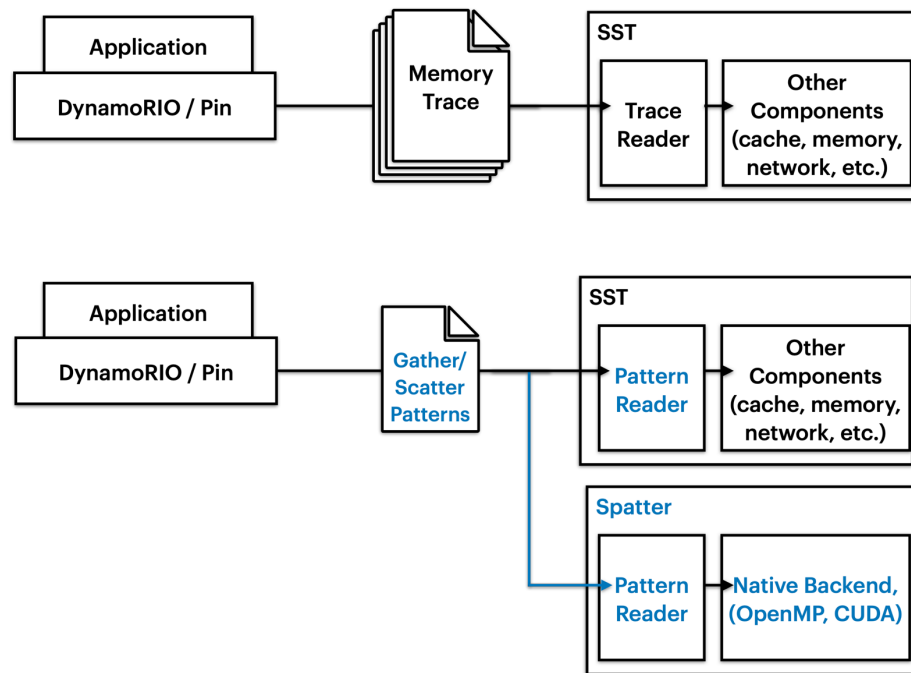 Application
DynamoRIO / Pin
Memory
Trace
SST
Trace
Reader
Other
Components
(cache, memory,
network, etc.)
Application
DynamoRIO / Pin
Gather/
Scatter
Patterns
SST
Pattern
Reader
Other
Components
(cache, memory,
network, etc.)
Spatter
Pattern
Reader
Native Backend,
(OpenMP, CUDA)